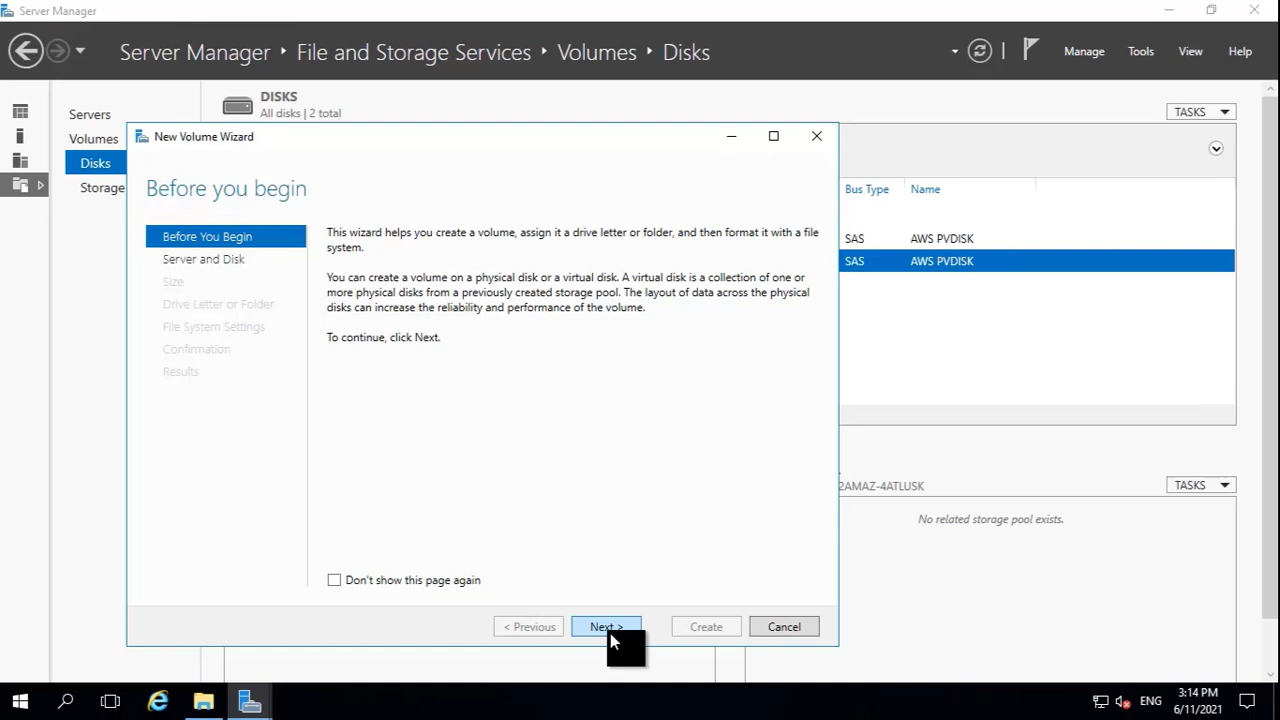 Server Manager
Server Manager ‣ File and Storage Services ‣ Volumes ‣ Disks
Manage Tools View Help
Servers
Volumes
Disks
Storage
DISKS
All disks | 2 total
TASKS
Bus Type Name
SAS AWS PVDISK
SAS AWS PVDISK
2AMAZ-4ATLUSK
TASKS
No related storage pool exists.
New Volume Wizard
Before you begin
Before You Begin
Server and Disk
Size
Drive Letter or Folder
File System Settings
Confirmation
Results
This wizard helps you create a volume, assign it a drive letter or folder, and then format it with a file
system.
You can create a volume on a physical disk or a virtual disk. A virtual disk is a collection of one or
more physical disks from a previously created storage pool. The layout of data across the physical
disks can increase the reliability and performance of the volume.
To continue, click Next.
Don't show this page again
< Previous Next > Create Cancel
ENG
3:14 PM
6/11/2021